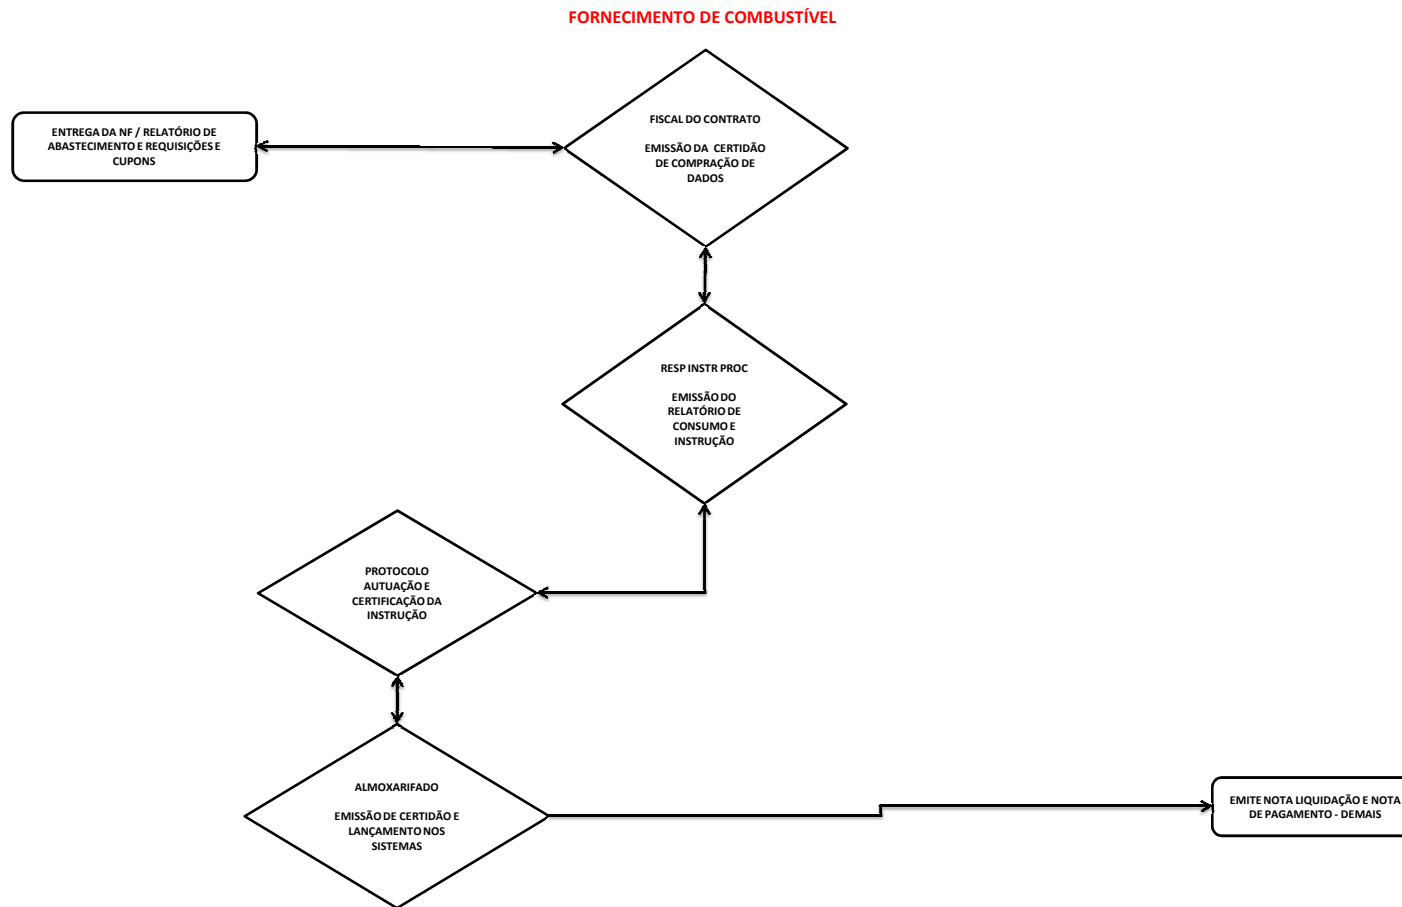 FORNECIMENTO DE COMBUSTÍVEL
ENTREGA DA NF / RELATÓRIO DE
ABASTECIMENTO E REQUISIÇÕES E
CUPONS
FISCAL DO CONTRATO
EMISSÃO DA CERTIDÃO
DE COMPRAÇÃO DE
DADOS
RESP INSTR PROC
EMISSÃO DO
RELATÓRIO DE
CONSUMO E
INSTRUÇÃO
PROTOCOLO
AUTUAÇÃO E
CERTIFICAÇÃO DA
INSTRUÇÃO
ALMOXARIFADO
EMISSÃO DE CERTIDÃO E
LANÇAMENTO NOS
SISTEMAS
EMITE NOTA LIQUIDAÇÃO E NOTA
DE PAGAMENTO - DEMAIS